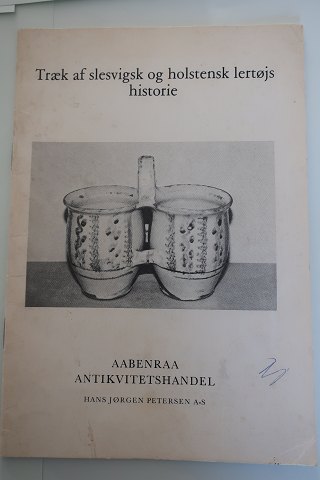 Træk af slesvigsk og holstensk lertøjs
historie
AABENRAA
ANTIKVITETSHANDEL
HANS JØRGEN PETERSEN A-S